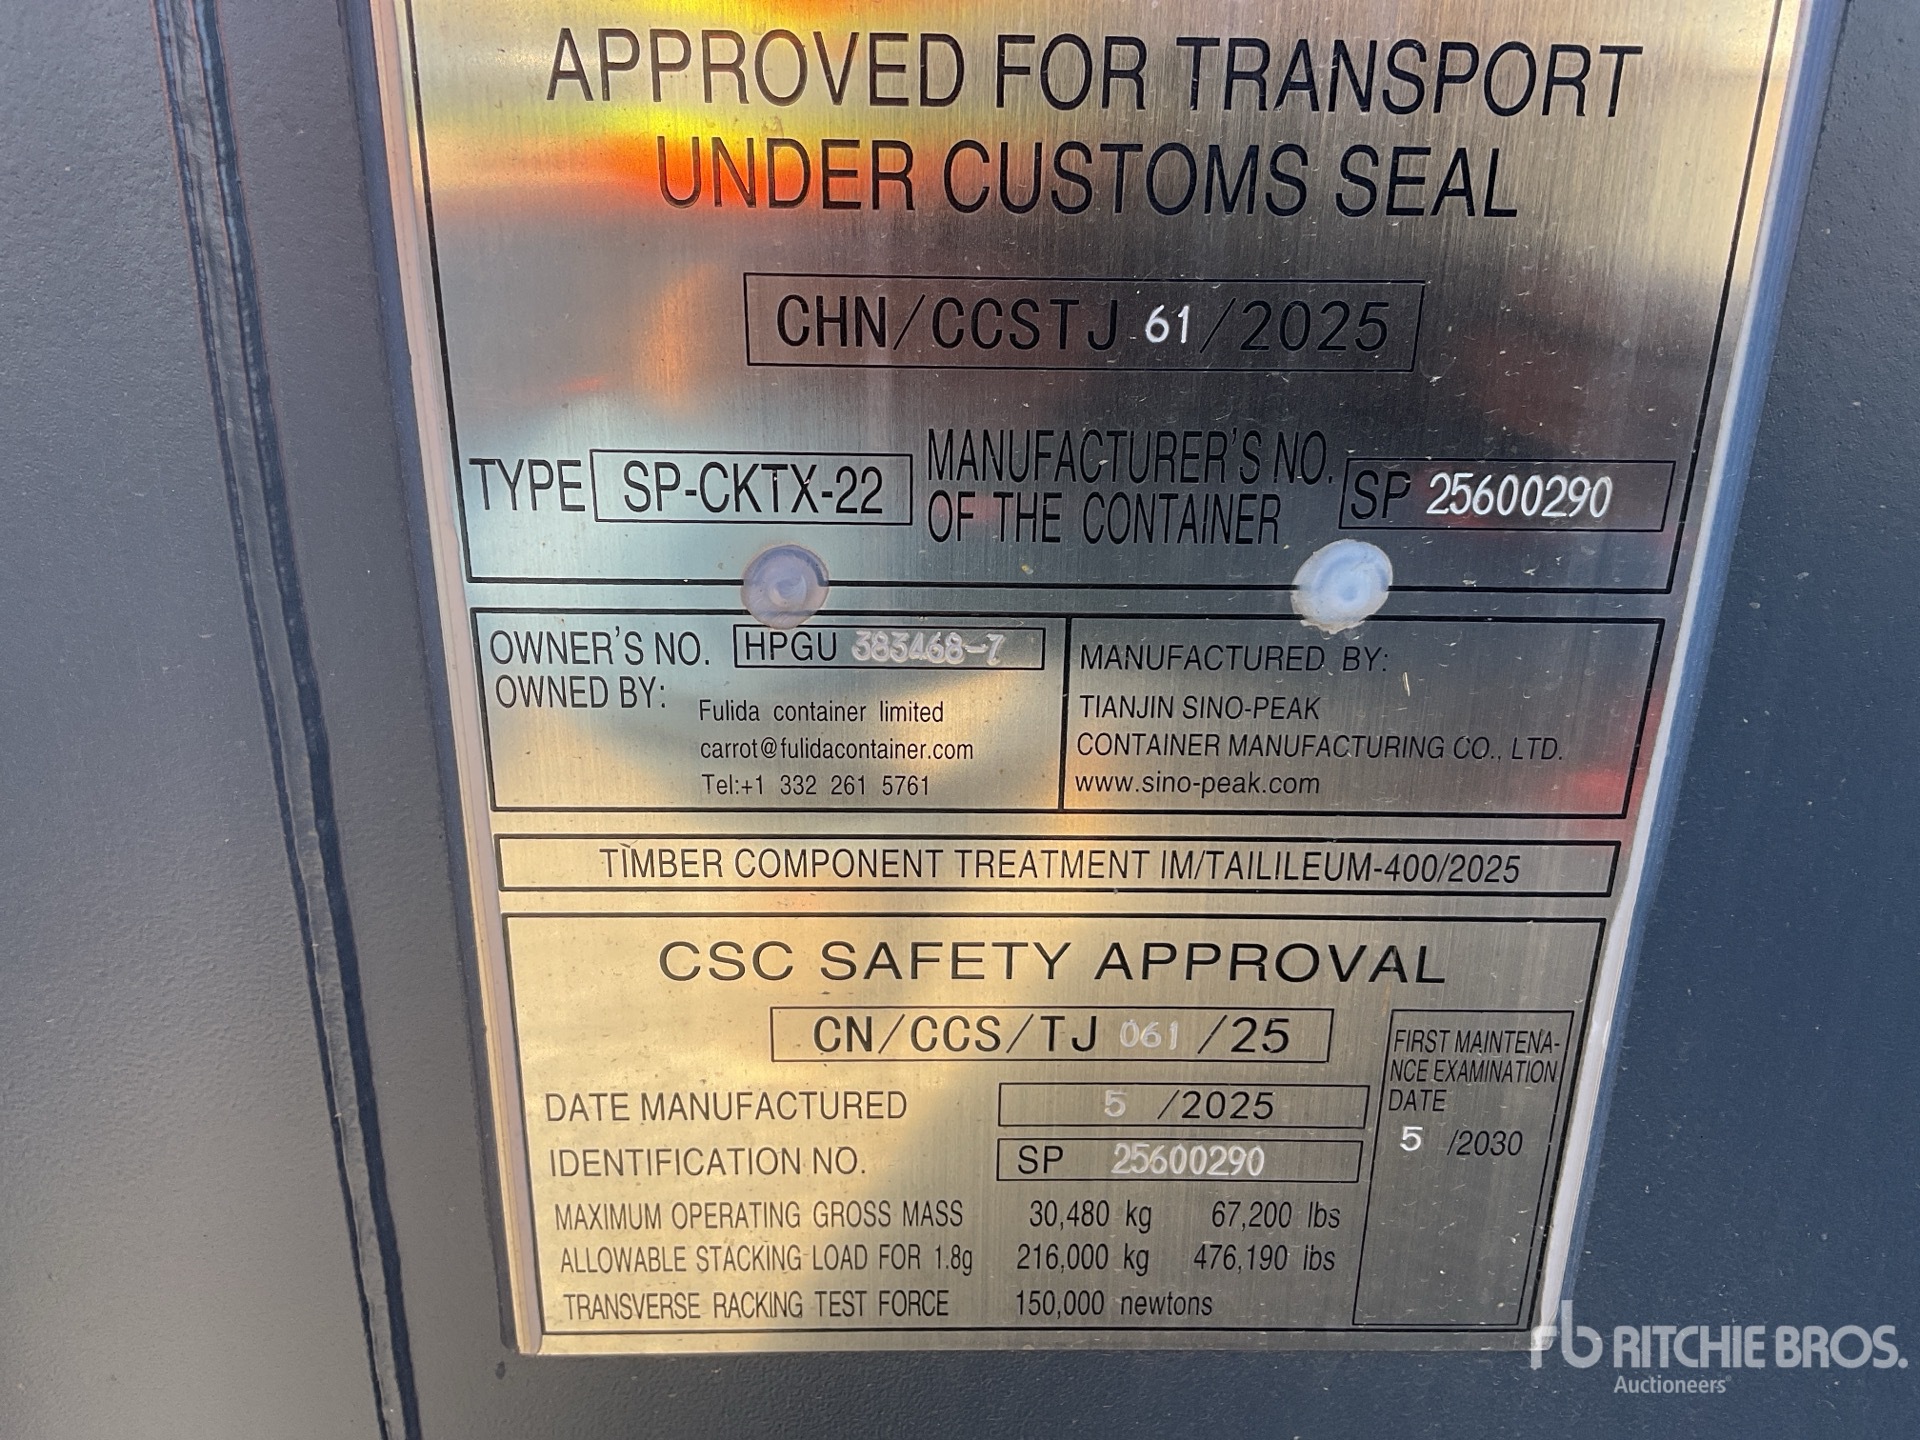 APPROVED FOR TRANSPORT
UNDER CUSTOMS SEAL
CHN/CCSTJ 61/2025
TYPE SP-CKTX-22 MANUFACTURER'S NO. OF THE CONTAINER SP 25600290
OWNER'S NO. HPGU 383468-7
OWNED BY:
Fulida container limited
carrot@fulidacontainer.com
Tel:+1 332 261 5761
MANUFACTURED BY:
TIANJIN SINO-PEAK
CONTAINER MANUFACTURING CO., LTD.
www.sino-peak.com
TIMBER COMPONENT TREATMENT IM/TAILILEUM-400/2025
CSC SAFETY APPROVAL
CN/CCS/TJ 061 /25
DATE MANUFACTURED 5 /2025
IDENTIFICATION NO. SP 25600290
MAXIMUM OPERATING GROSS MASS 30,480 kg 67,200 lbs
ALLOWABLE STACKING LOAD FOR 1.8g 216,000 kg 476,190 lbs
TRANSVERSE RACKING TEST FORCE 150,000 newtons
FIRST MAINTENA-
NCE EXAMINATION
DATE
5 /2030
rb RITCHIE BROS.
Auctioneers